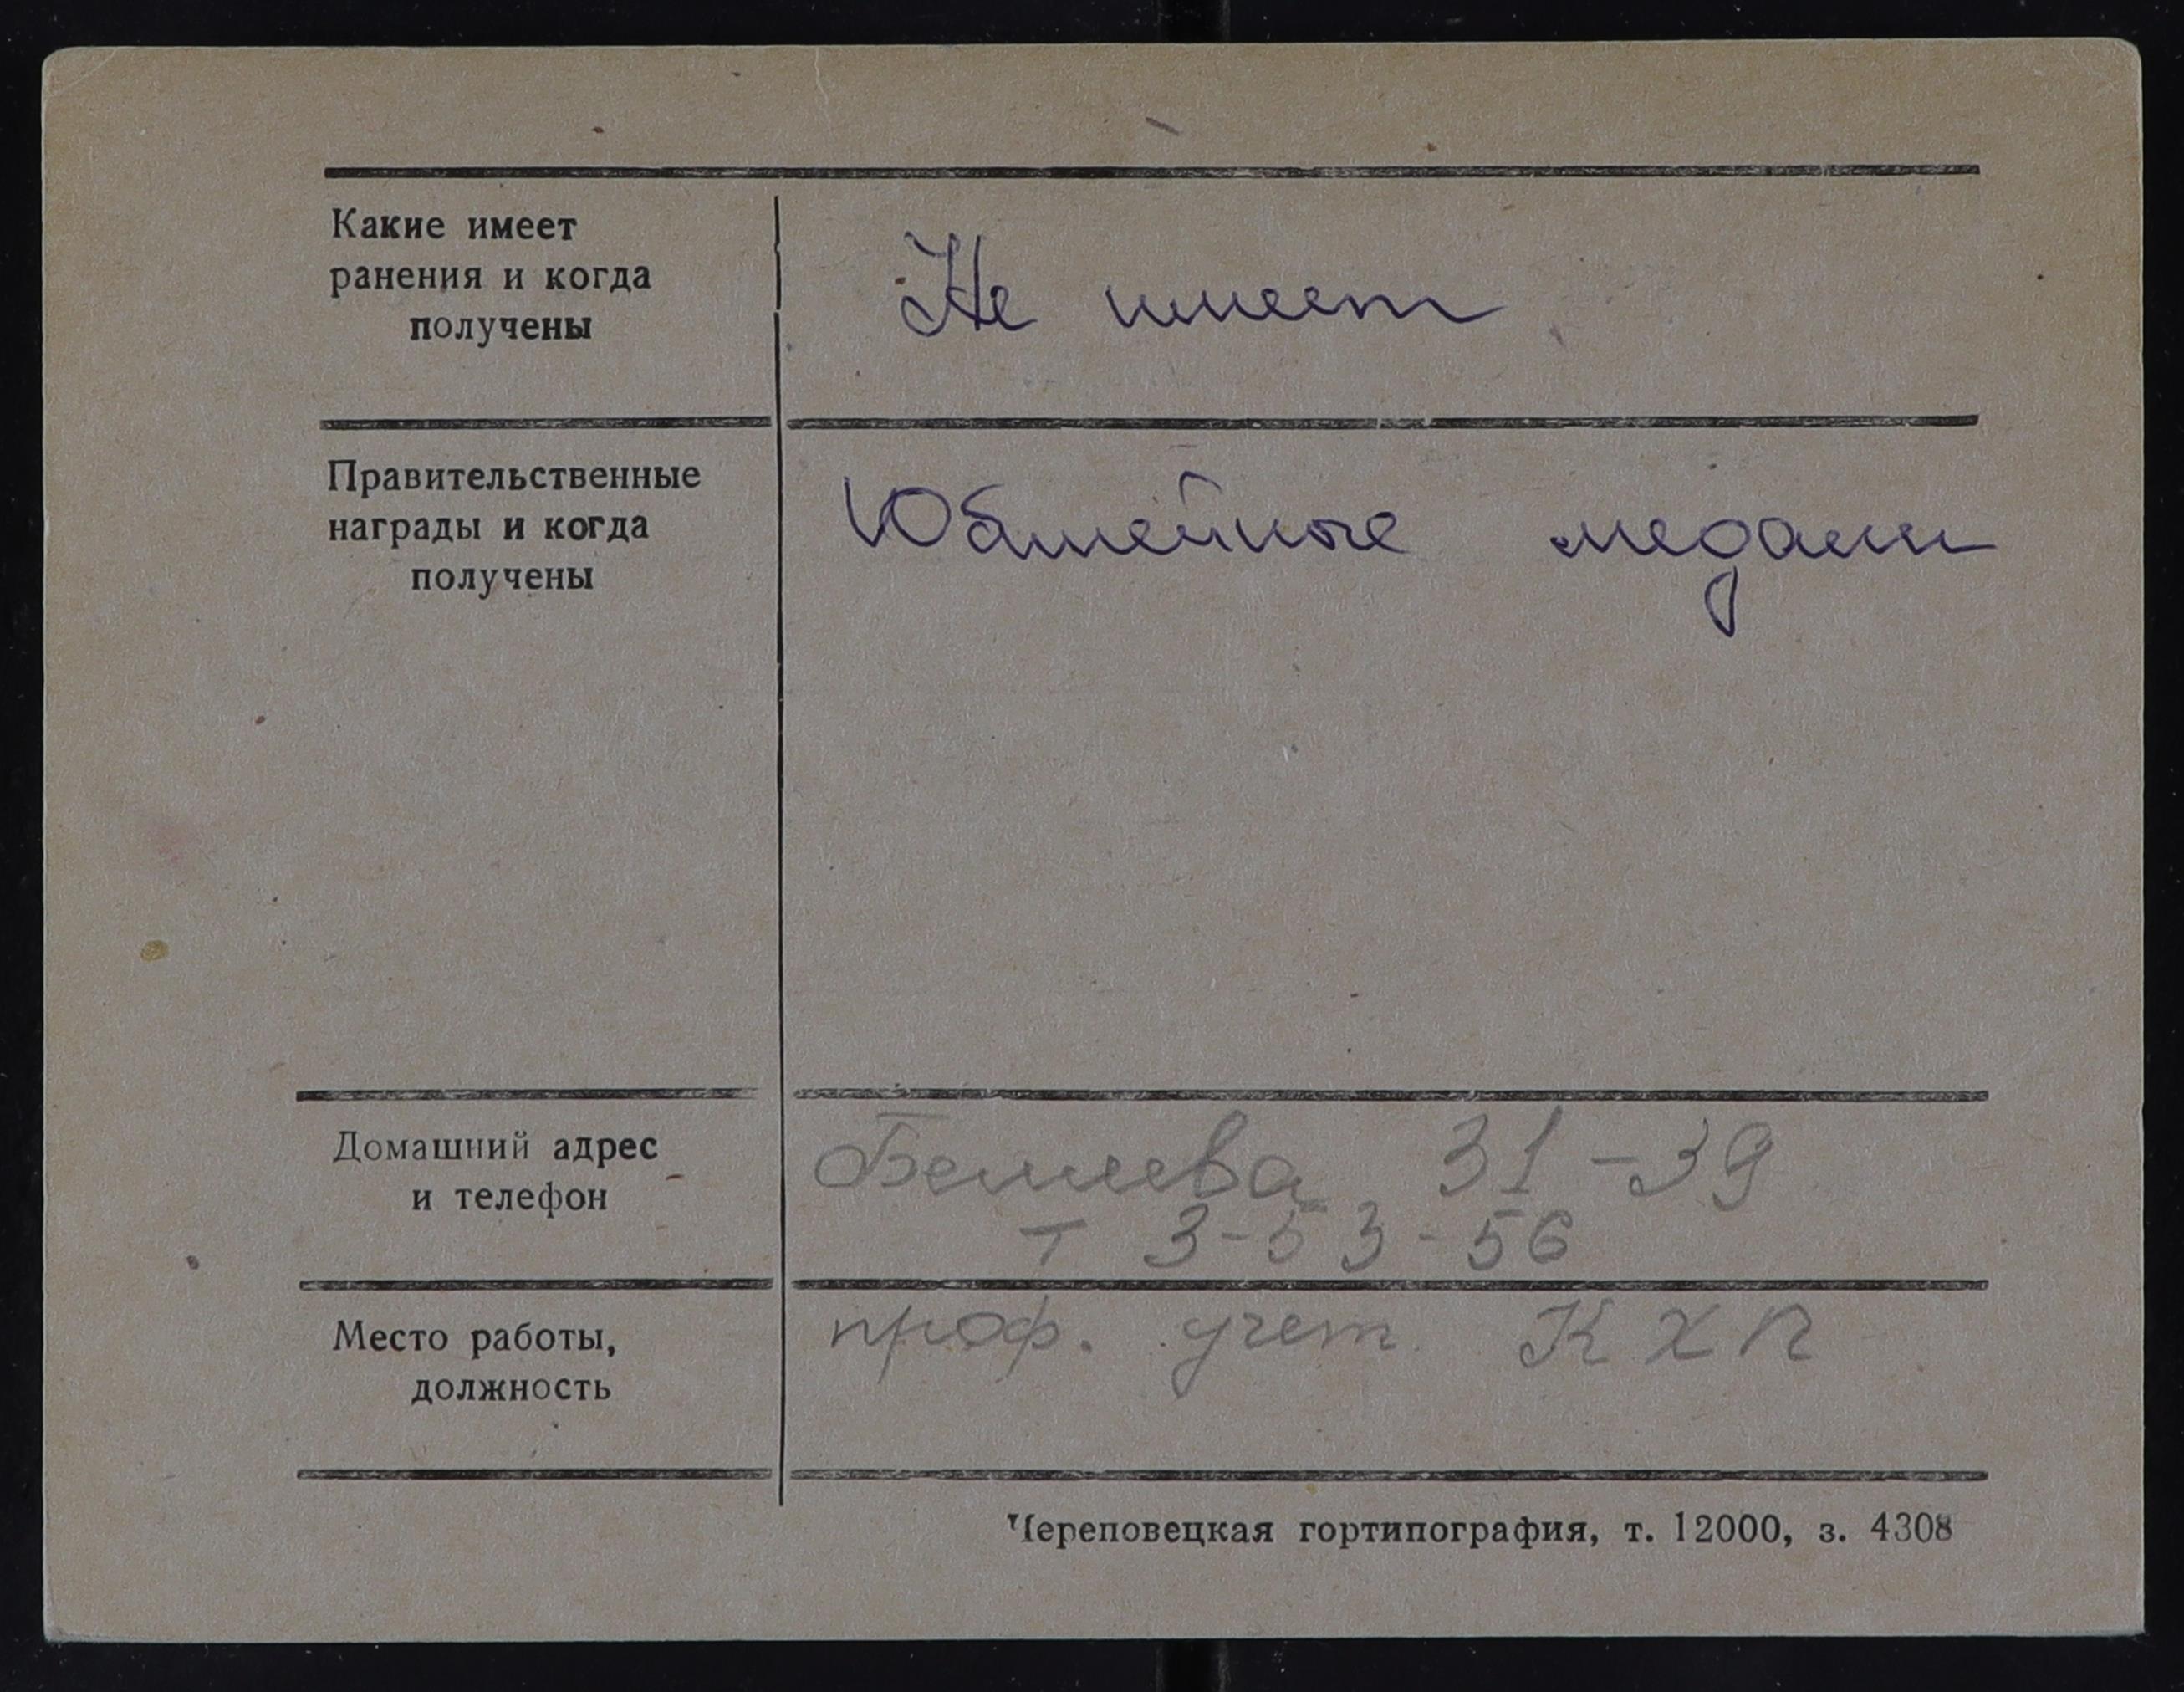 Какие имеет
ранения и когда
получены
Не имеет
Правительственные
награды и когда
получены
Юбилейные медали
Домашний адрес
и телефон
Беляева 31-39
т 3-53-56
Место работы,
должность
проф. учет КХП
Череповецкая гортипография, т. 12000, з. 4308